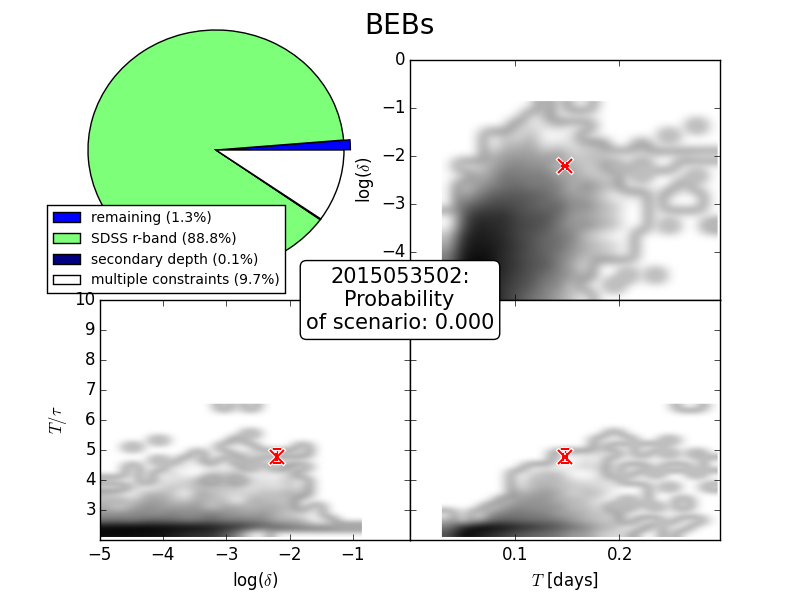 BEBs
remaining (1.3%)
SDSS r-band (88.8%)
secondary depth (0.1%)
multiple constraints (9.7%)
0
−1
−2
−3
−4
log(δ)
2015053502:
Probability
of scenario: 0.000
10
9
8
7
6
5
4
3
T/τ
−5 −4 −3 −2 −1
log(δ)
0.1 0.2
T [days]